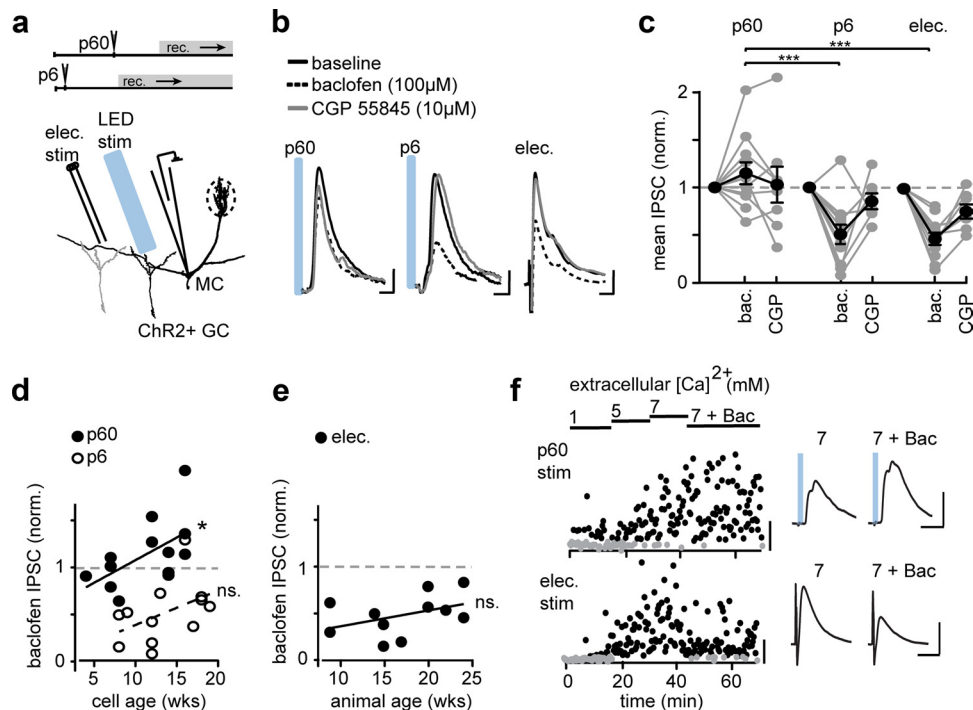 a
p60
rec.
p6
rec.
elec.
stim
LED
stim
MC
ChR2+ GC
b
baseline
baclofen (100μM)
CGP 55845 (10μM)
p60
p6
elec.
c
p60
p6
elec.
***
***
mean IPSC (norm.)
2
1
0
bac.
CGP
bac.
CGP
bac.
CGP
d
p60
p6
baclofen IPSC (norm.)
1
0
*
ns.
5
10
15
20
cell age (wks)
e
elec.
baclofen IPSC (norm.)
1
0
ns.
10
15
20
25
animal age (wks)
f
extracellular [Ca]²⁺(mM)
1
5
7
7 + Bac
p60
stim
elec.
stim
0
20
40
60
time (min)
7
7 + Bac
7
7 + Bac